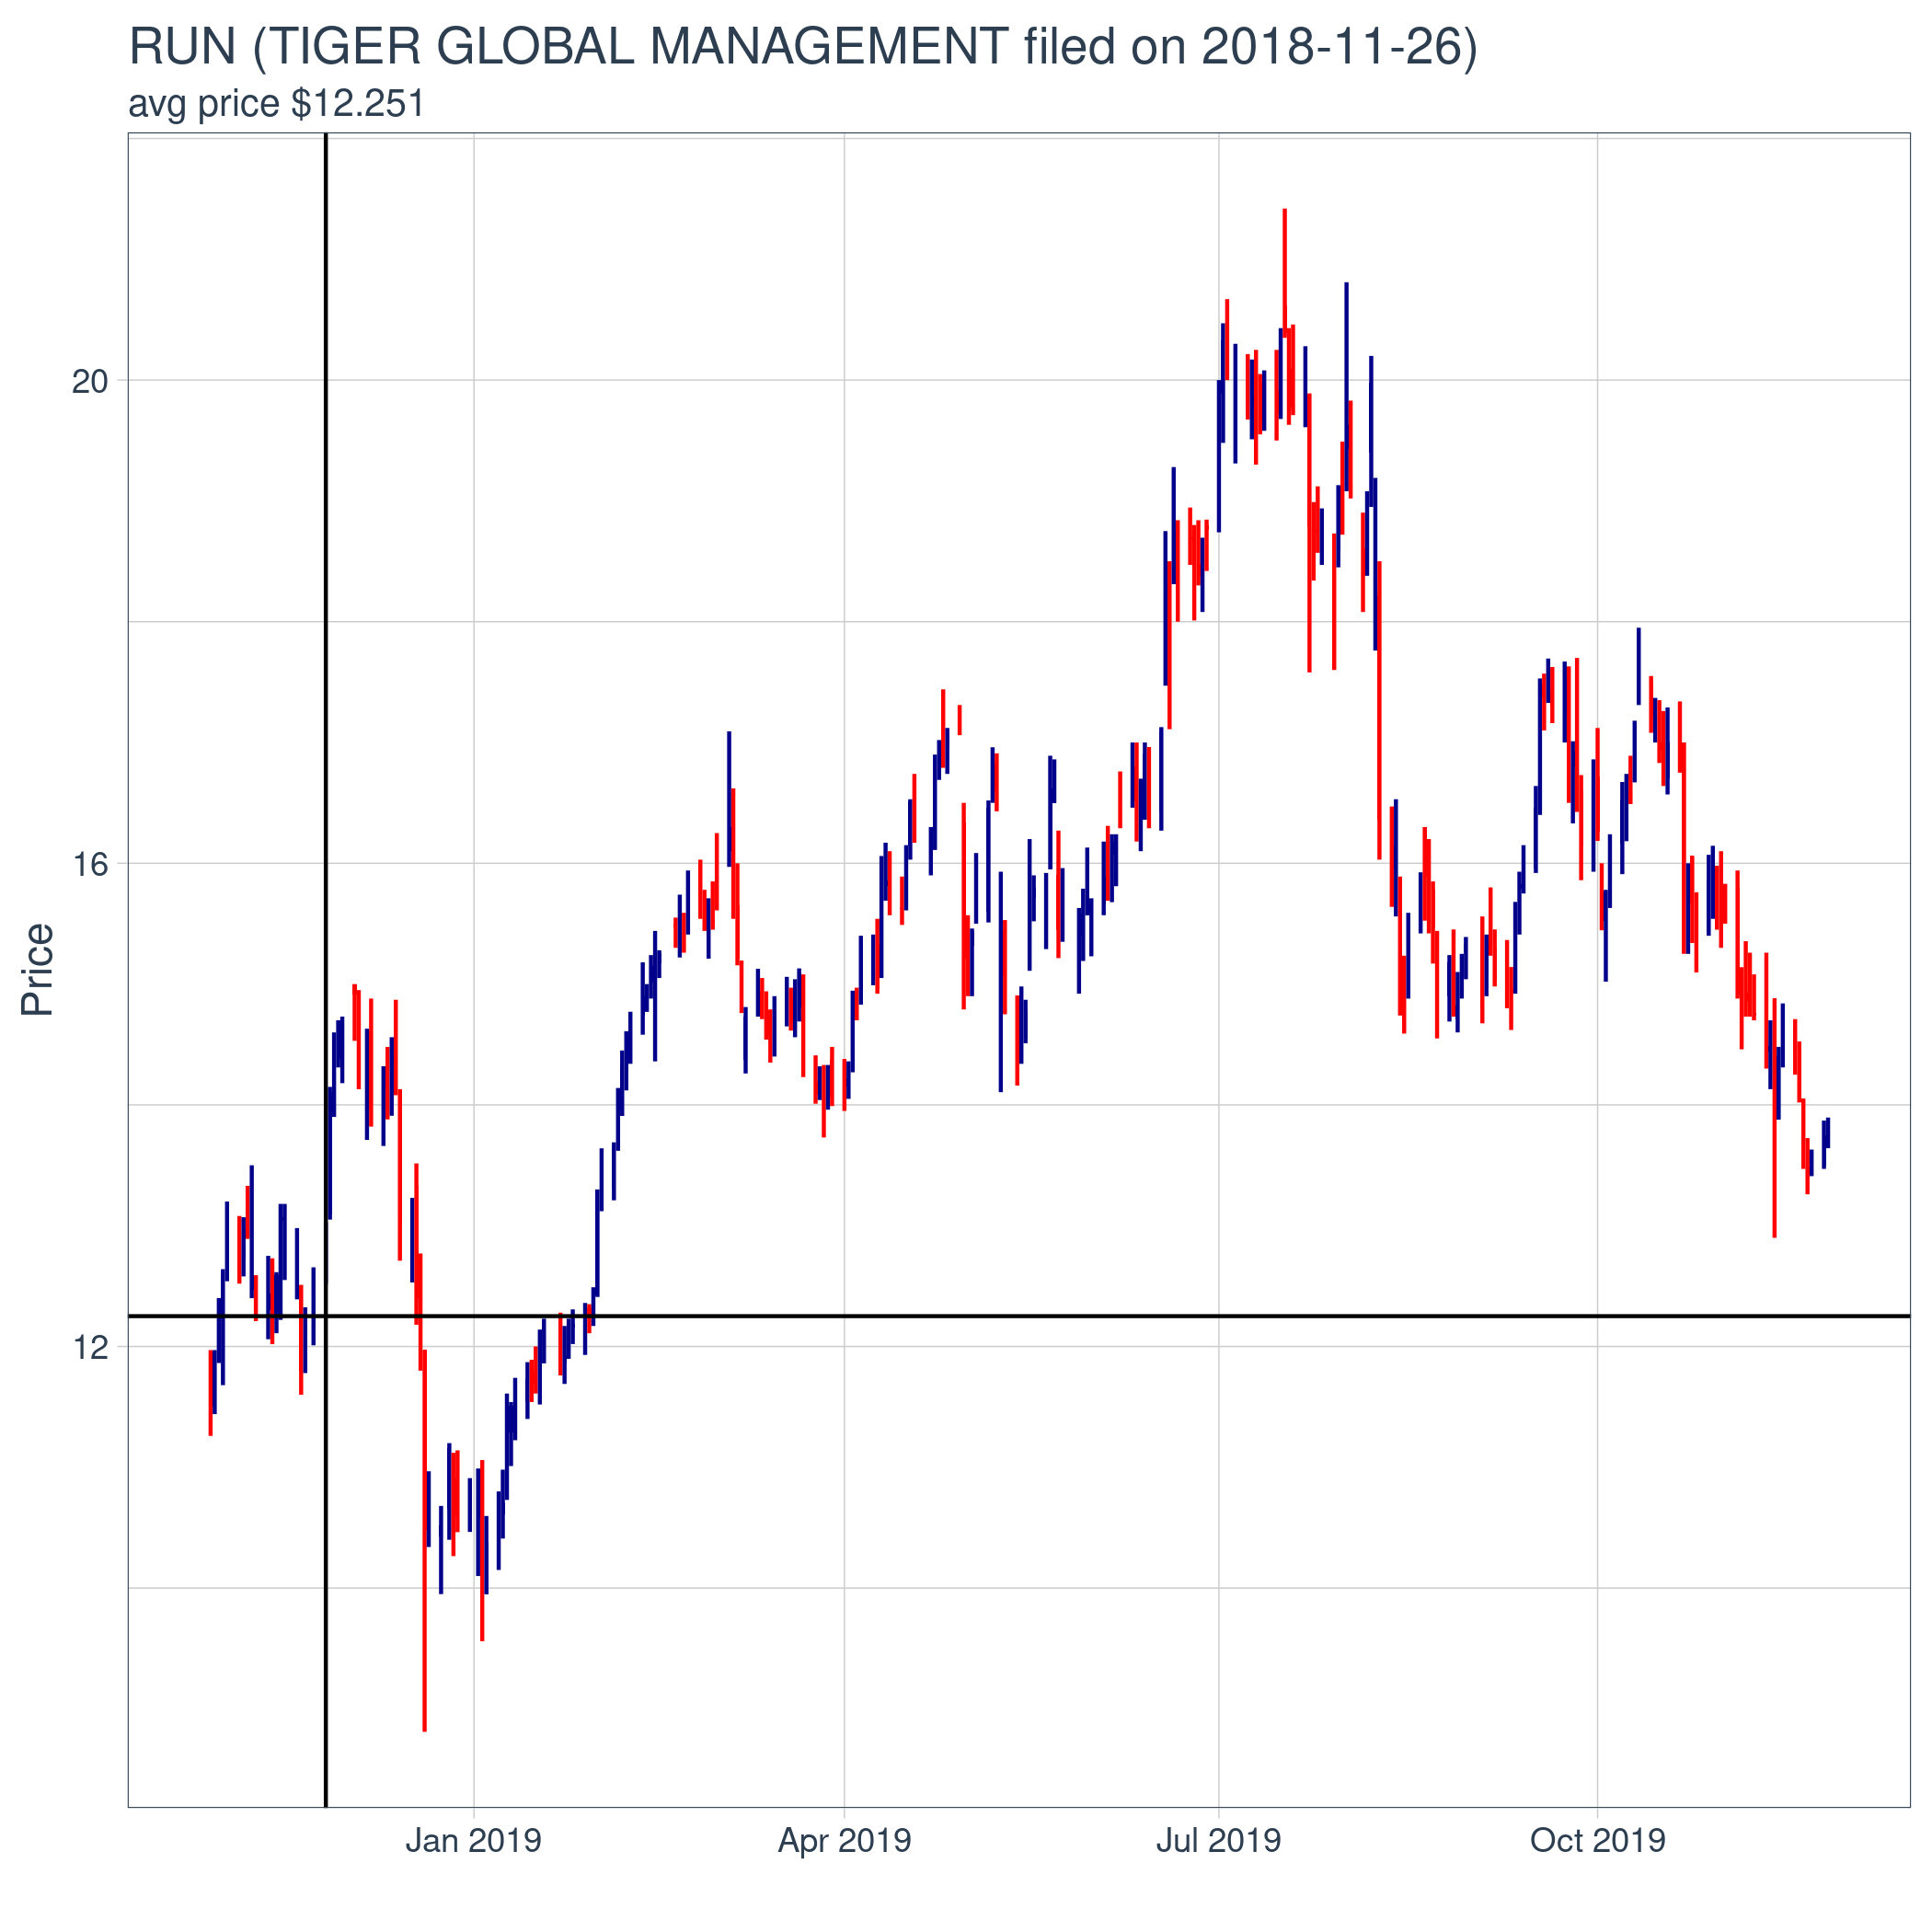 RUN (TIGER GLOBAL MANAGEMENT filed on 2018-11-26)
avg price $12.251
20
16
12
Price
Jan 2019
Apr 2019
Jul 2019
Oct 2019